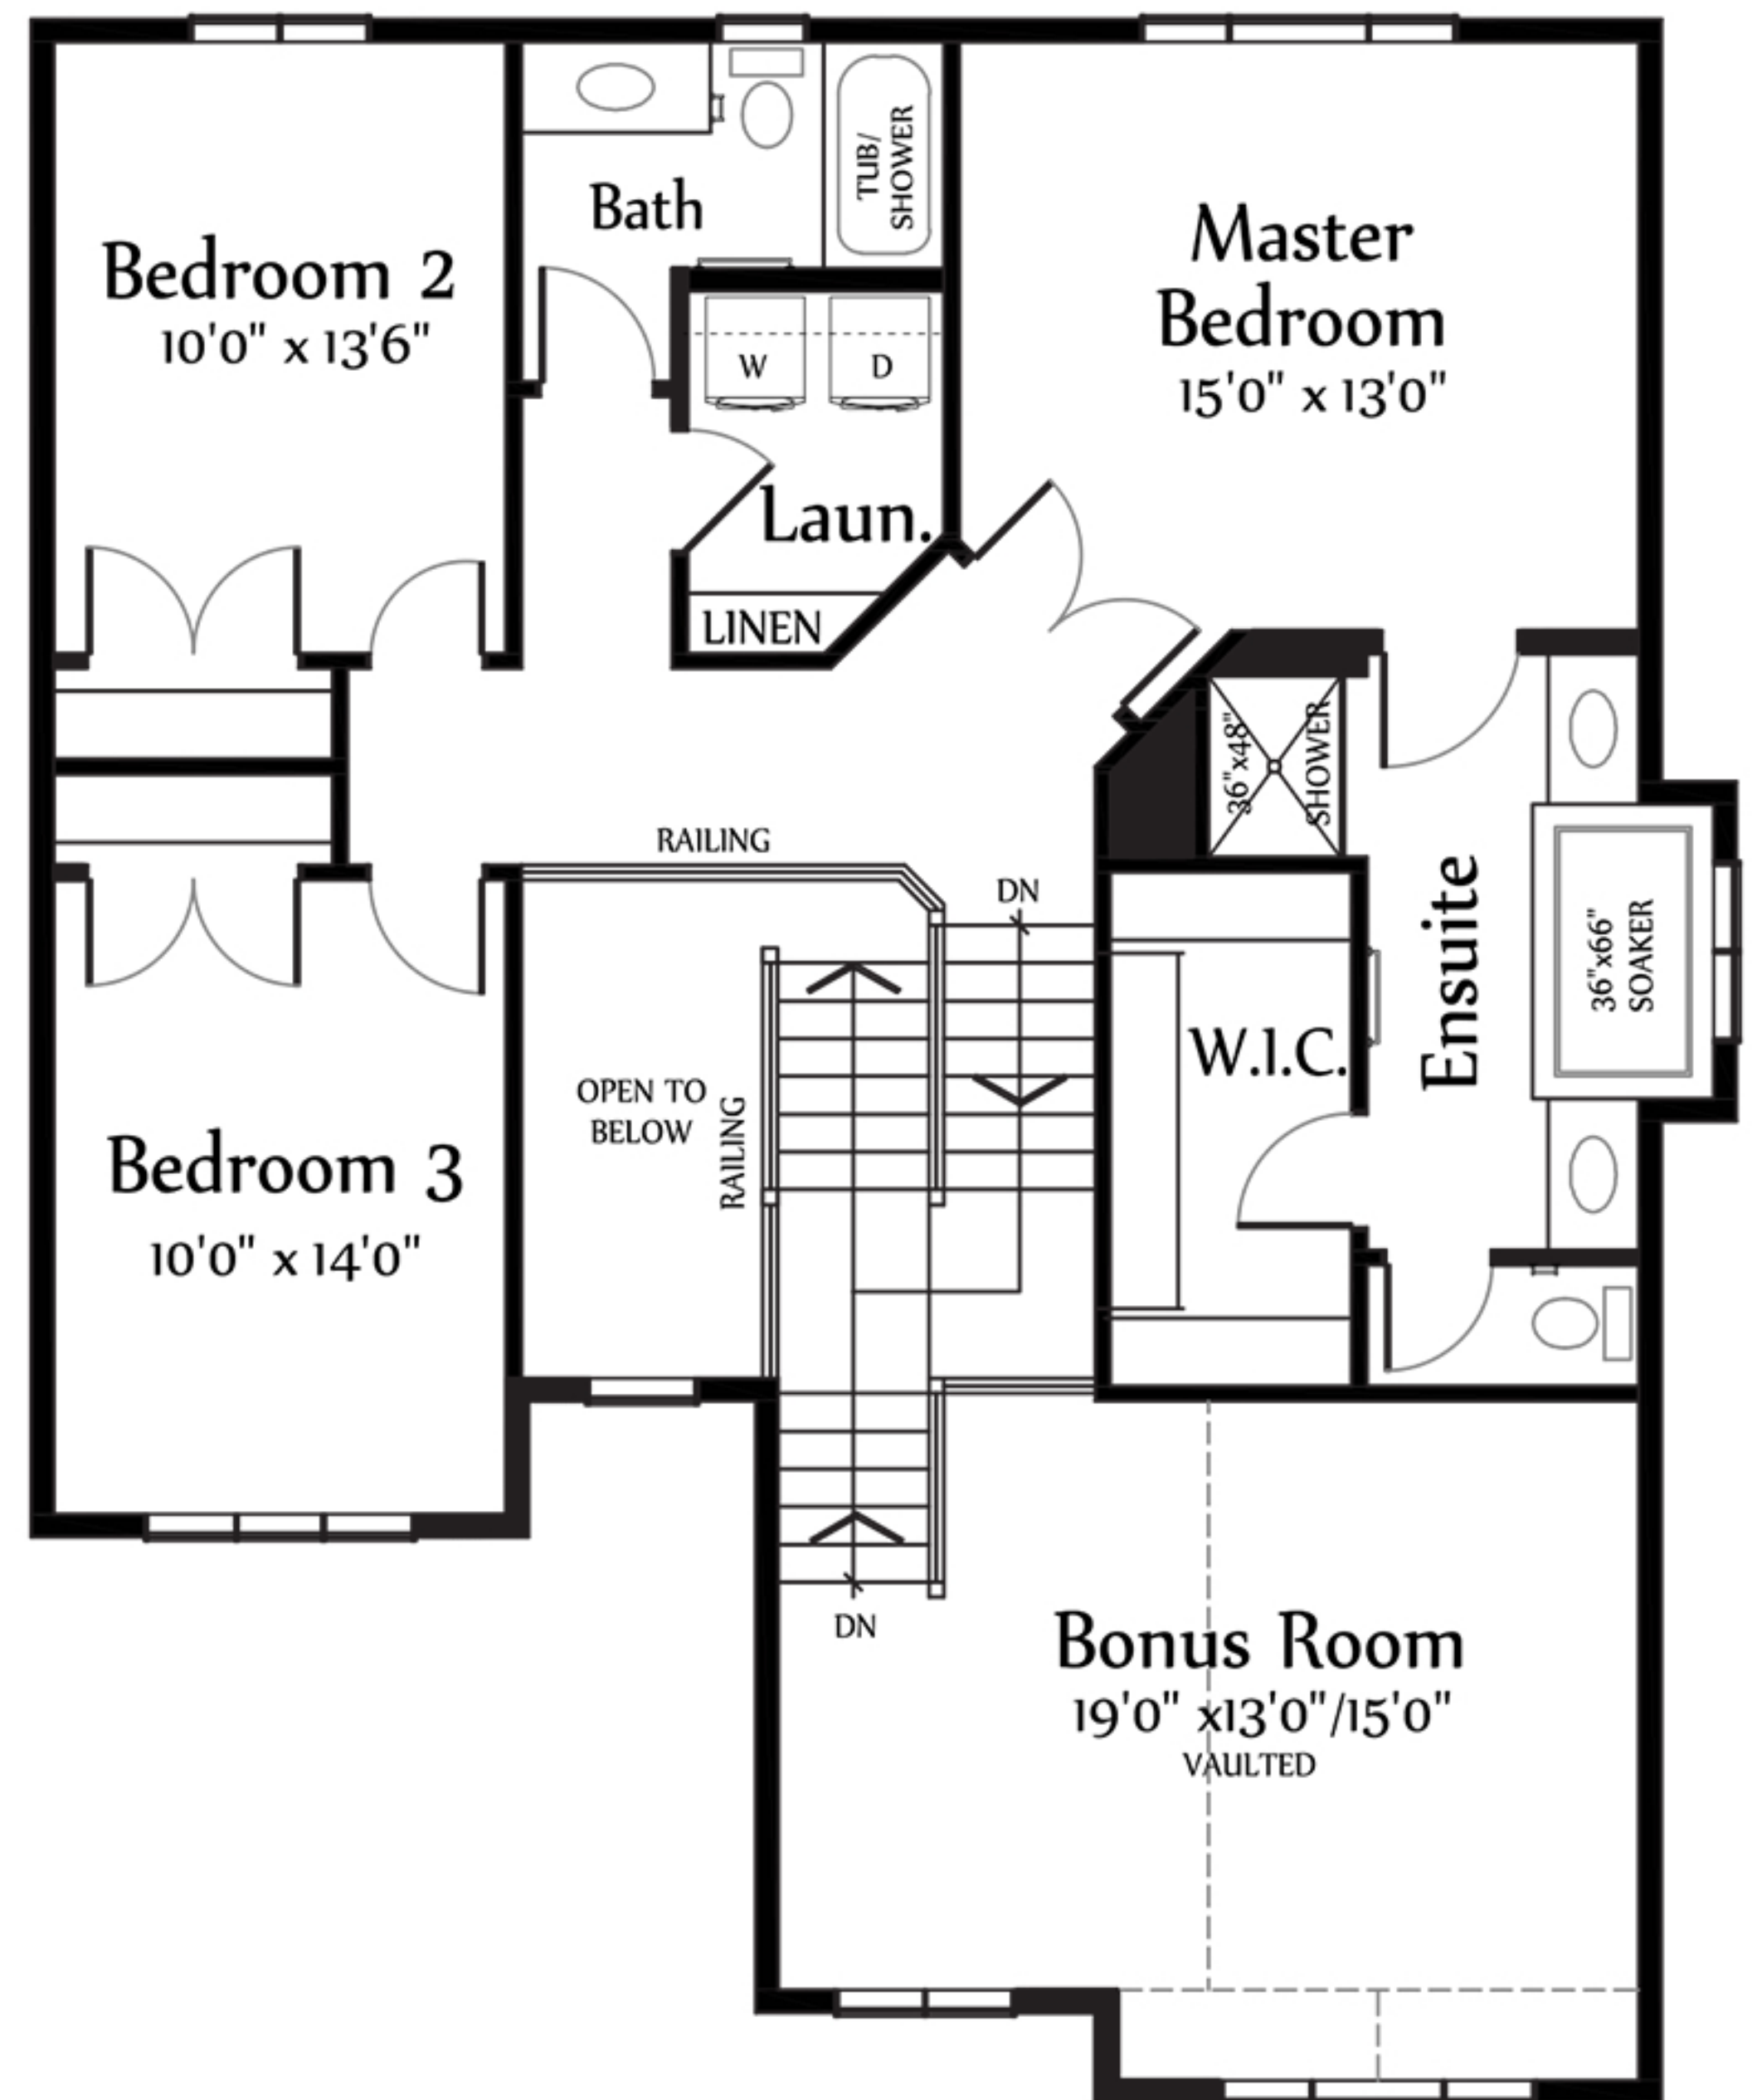 Bedroom 2
10'0" x 13'6"
Bath
TUB/
SHOWER
W
D
Laun.
LINEN
Master
Bedroom
15'0" x 13'0"
36"x48"
SHOWER
RAILING
DN
Ensuite
36"x66"
SOAKER
W.I.C.
OPEN TO
BELOW
RAILING
Bedroom 3
10'0" x 14'0"
DN
Bonus Room
19'0" x13'0"/15'0"
VAULTED